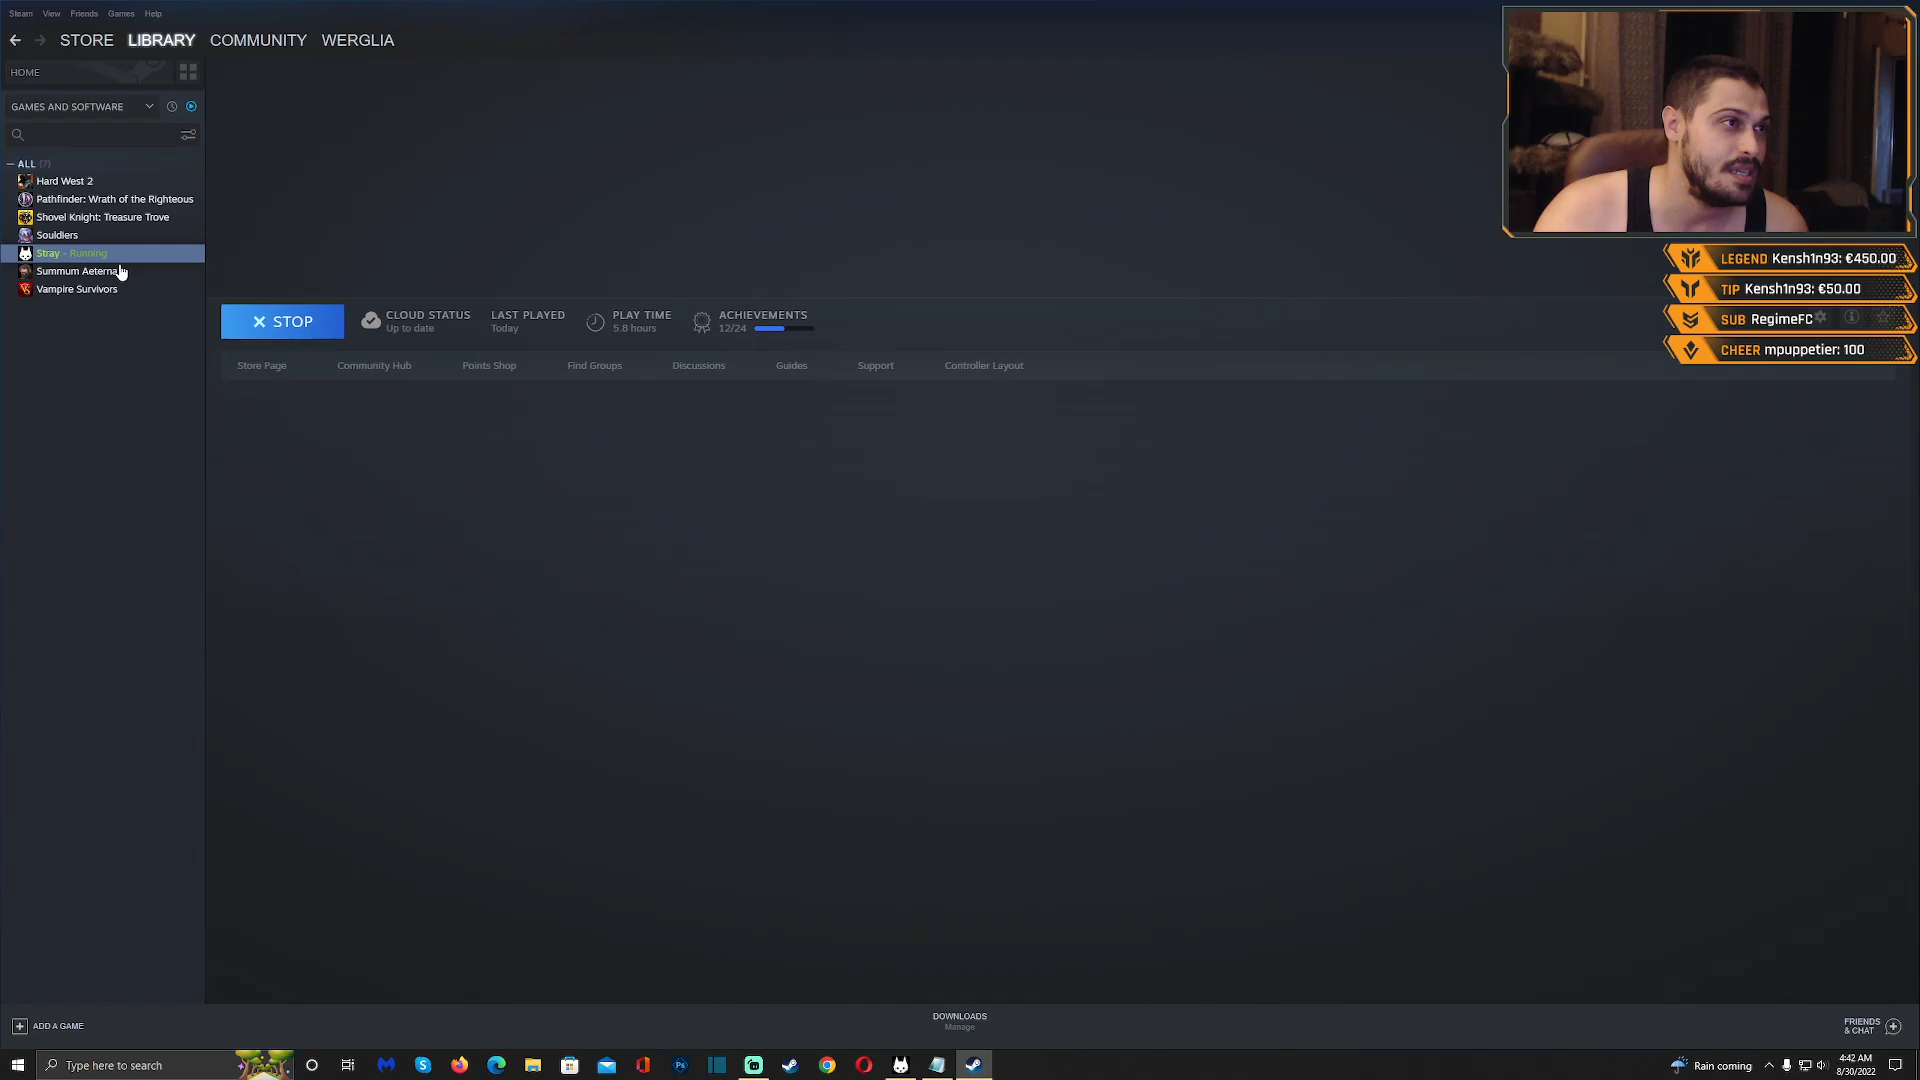 Steam View Friends Games Help
STORE LIBRARY COMMUNITY WERGLIA
HOME
GAMES AND SOFTWARE
ALL (7)
Hard West 2
Pathfinder: Wrath of the Righteous
Shovel Knight: Treasure Trove
Souldiers
Stray - Running
Summum Aeterna
Vampire Survivors
STOP
CLOUD STATUS
Up to date
LAST PLAYED
Today
PLAY TIME
5.8 hours
ACHIEVEMENTS
12/24
Store Page Community Hub Points Shop Find Groups Discussions Guides Support Controller Layout
LEGEND Kensh1n93: €450.00
TIP Kensh1n93: €50.00
SUB RegimeFC
CHEER mpuppetier: 100
ADD A GAME
DOWNLOADS
Manage
FRIENDS
& CHAT
Type here to search
Rain coming
4:42 AM
8/30/2022